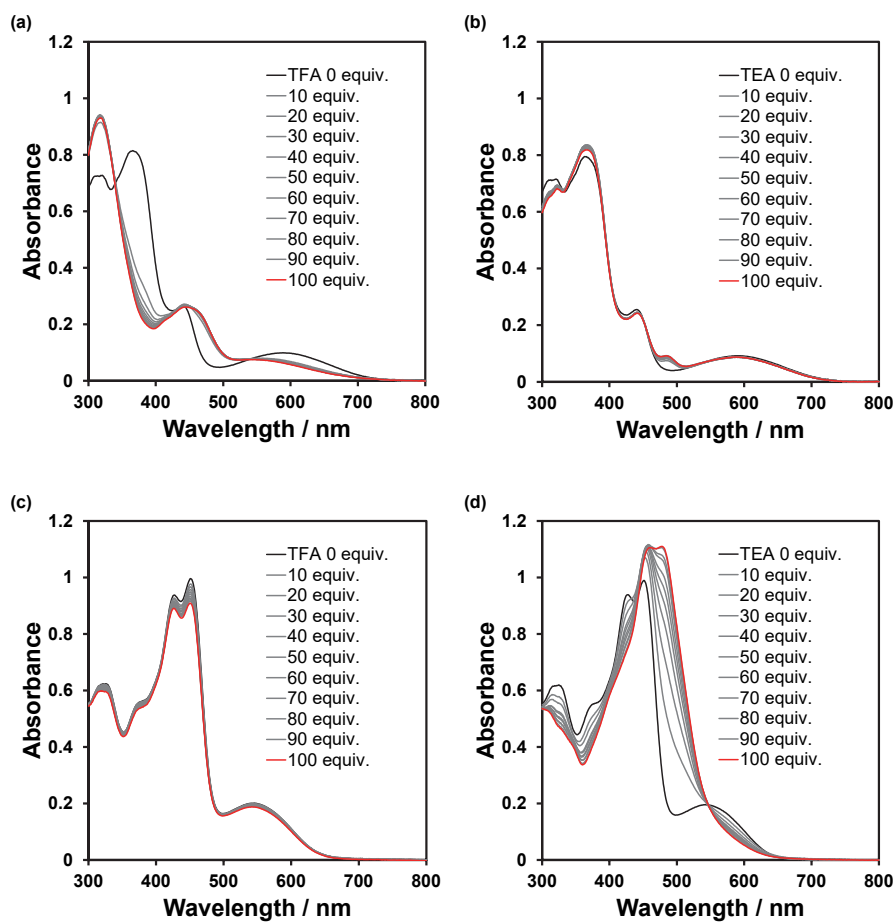 (a)
1.2
1
0.8
0.6
0.4
0.2
0
Absorbance
300 400 500 600 700 800
Wavelength / nm
TFA 0 equiv.
10 equiv.
20 equiv.
30 equiv.
40 equiv.
50 equiv.
60 equiv.
70 equiv.
80 equiv.
90 equiv.
100 equiv.
(b)
1.2
1
0.8
0.6
0.4
0.2
0
Absorbance
300 400 500 600 700 800
Wavelength / nm
TEA 0 equiv.
10 equiv.
20 equiv.
30 equiv.
40 equiv.
50 equiv.
60 equiv.
70 equiv.
80 equiv.
90 equiv.
100 equiv.
(c)
1.2
1
0.8
0.6
0.4
0.2
0
Absorbance
300 400 500 600 700 800
Wavelength / nm
TFA 0 equiv.
10 equiv.
20 equiv.
30 equiv.
40 equiv.
50 equiv.
60 equiv.
70 equiv.
80 equiv.
90 equiv.
100 equiv.
(d)
1.2
1
0.8
0.6
0.4
0.2
0
Absorbance
300 400 500 600 700 800
Wavelength / nm
TEA 0 equiv.
10 equiv.
20 equiv.
30 equiv.
40 equiv.
50 equiv.
60 equiv.
70 equiv.
80 equiv.
90 equiv.
100 equiv.